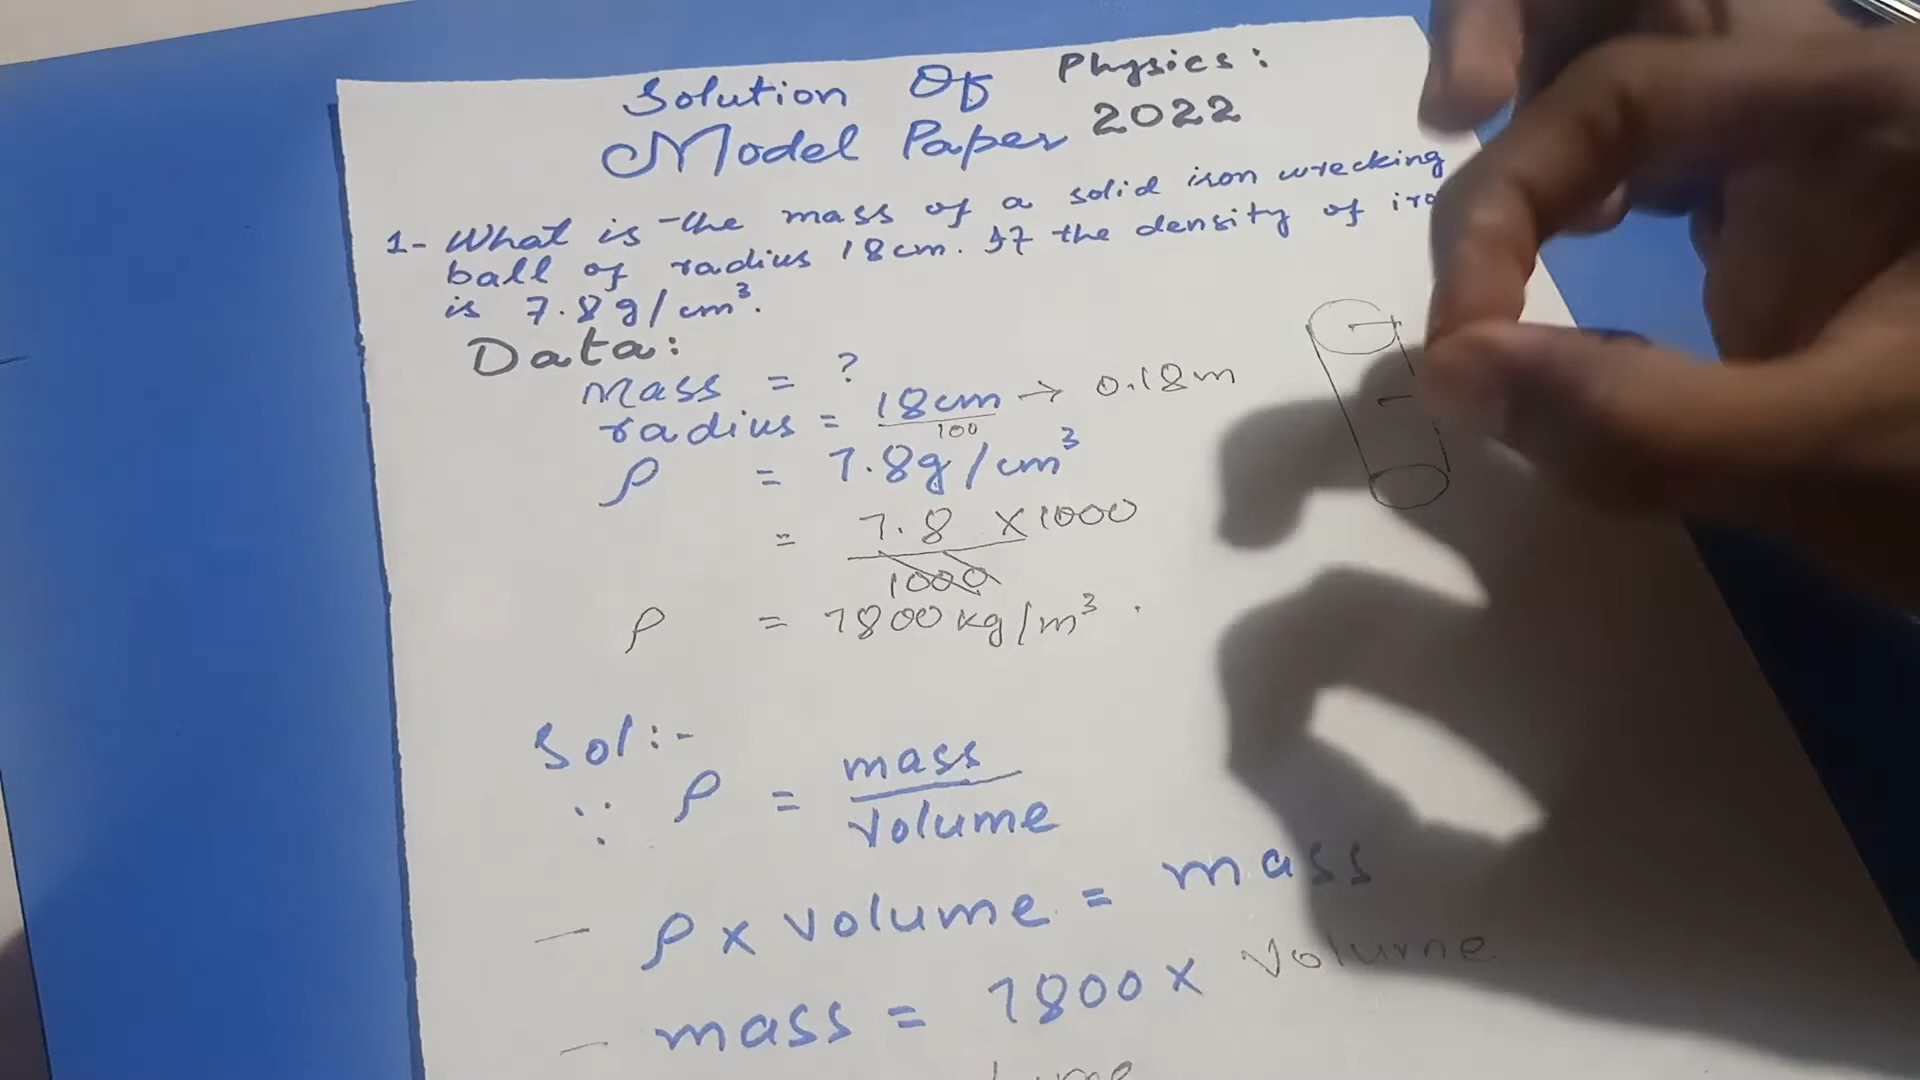 Solution Of Physics:
Model Paper 2022
1- What is the mass of a solid iron wrecking
ball of radius 18cm. If the density of iro
is 7.8g/cm³.
Data:
Mass = ?
radius = 18cm/100 → 0.18m
ρ = 7.8g/cm³
= 7.8 × 1000
1000
ρ = 7800 kg/m³.
Sol:-
∵ ρ = mass
volume
— ρ × volume = mass
— mass = 7800 × Volume